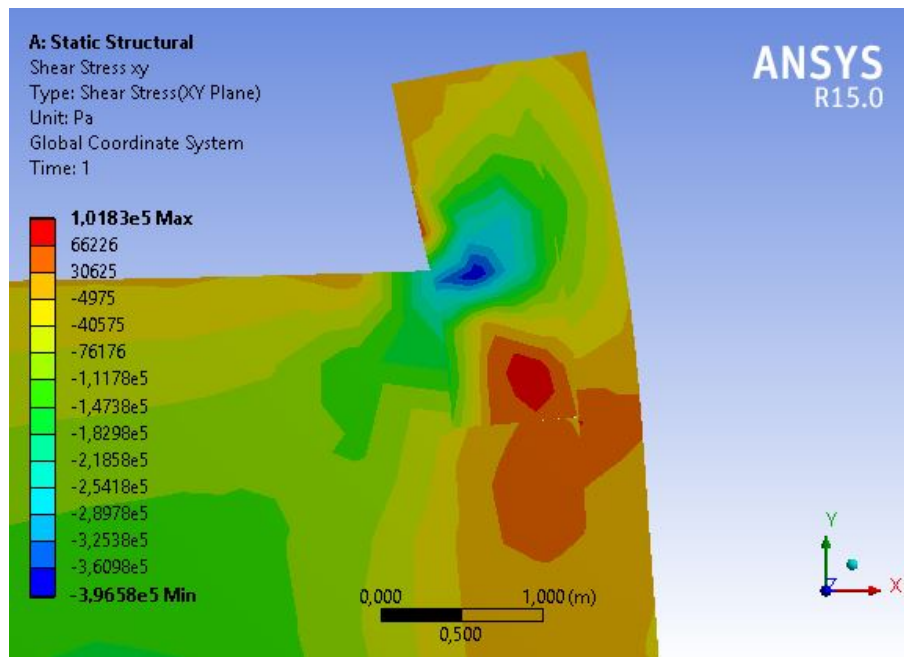 A: Static Structural
Shear Stress xy
Type: Shear Stress(XY Plane)
Unit: Pa
Global Coordinate System
Time: 1
1,0183e5 Max
66226
30625
-4975
-40575
-76176
-1,1178e5
-1,4738e5
-1,8298e5
-2,1858e5
-2,5418e5
-2,8978e5
-3,2538e5
-3,6098e5
-3,9658e5 Min
ANSYS
R15.0
0,000
1,000 (m)
0,500
Y
Z
X